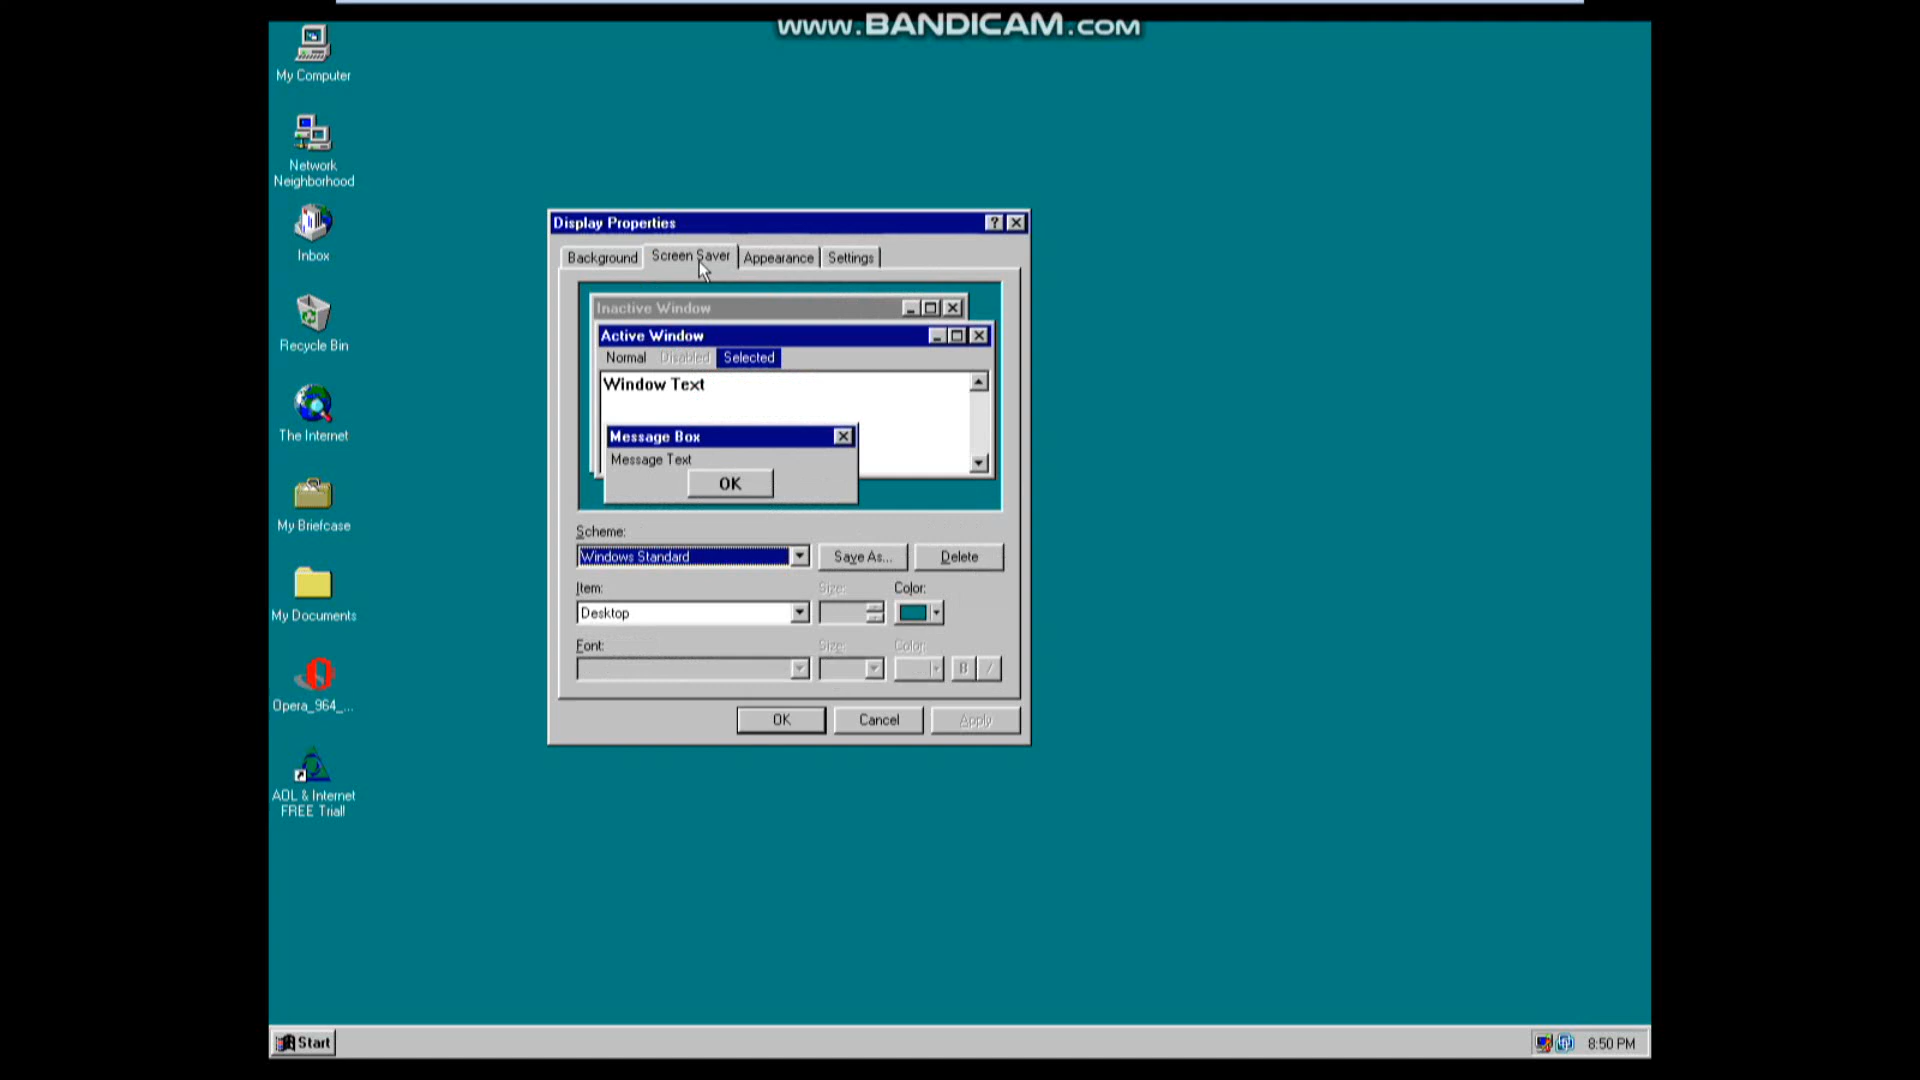 www.BANDICAM.com
My Computer
Network
Neighborhood
Inbox
Recycle Bin
The Internet
My Briefcase
My Documents
Opera_964_...
AOL & Internet
FREE Trial!
Display Properties
Background
Screen Saver
Appearance
Settings
Inactive Window
Active Window
Normal Disabled Selected
Window Text
Message Box
Message Text
OK
Scheme:
Windows Standard
Save As...
Delete
Item:
Size:
Color:
Desktop
Font:
Size:
Color:
B /
OK
Cancel
Apply
Start
8:50 PM